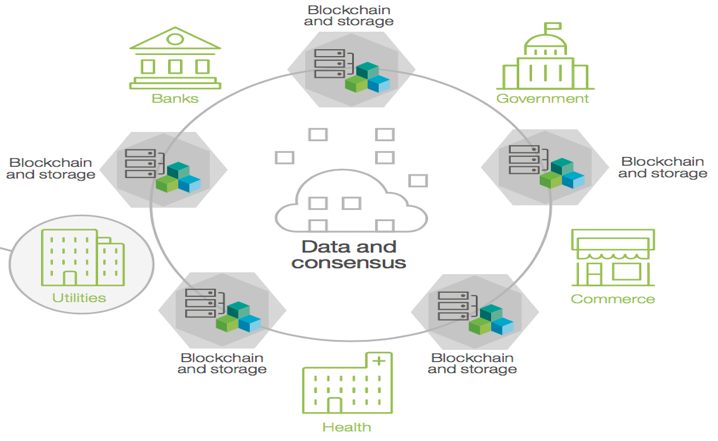 Blockchain
and storage
Banks
Government
Blockchain
and storage
Blockchain
and storage
Data and
consensus
Utilities
Commerce
Blockchain
and storage
Blockchain
and storage
Health